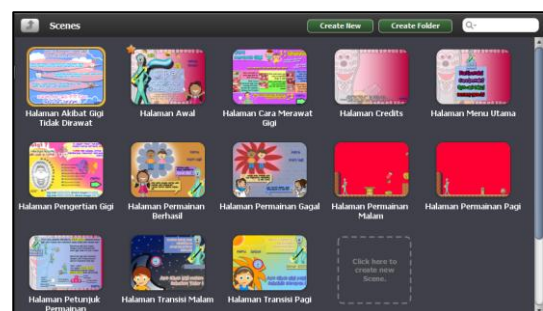 Scenes
Create New
Create Folder
Halaman Akibat Gigi
Tidak Dirawat
Halaman Awal
Halaman Cara Merawat
Gigi
Halaman Credits
Halaman Menu Utama
Halaman Pengertian Gigi
Halaman Permainan
Berhasil
Halaman Permainan Gagal
Halaman Permainan
Malam
Halaman Permainan Pagi
Halaman Petunjuk
Permainan
Halaman Transisi Malam
Halaman Transisi Pagi
Click here to
create new
Scene.